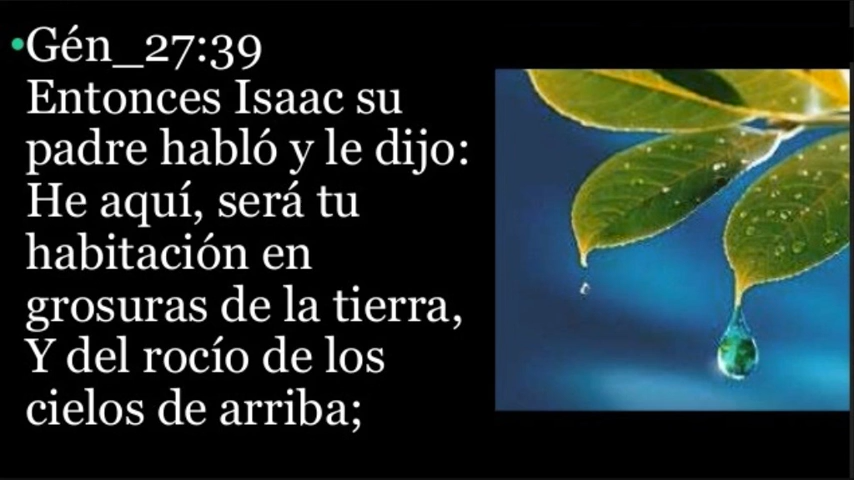 •Gén_27:39
Entonces Isaac su
padre habló y le dijo:
He aquí, será tu
habitación en
grosuras de la tierra,
Y del rocío de los
cielos de arriba;